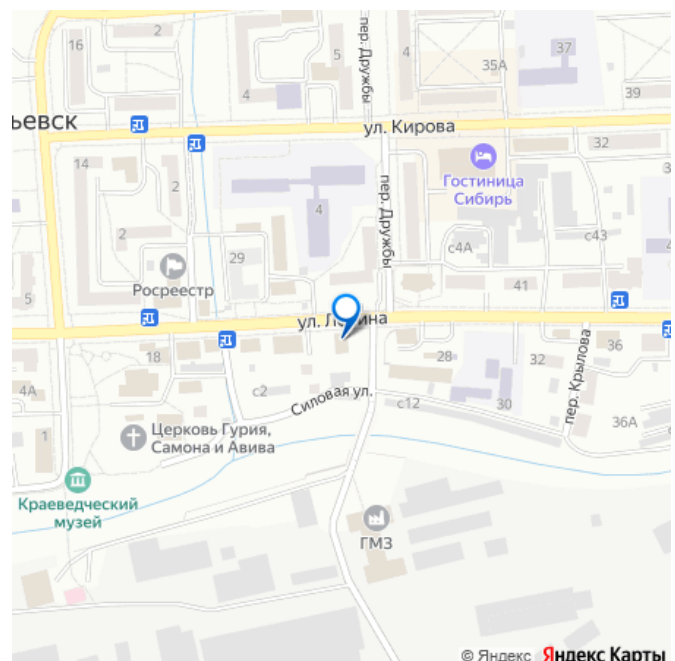 16
2
5
4
4
пер. Дружбы
35А
37
39
ьевск
ул. Кирова
32
14
2
2
4
пер. Дружбы
Гостиница
Сибирь
с4А
с43
Росреестр
29
41
5
ул.
18
4А
с2
Силовая ул.
28
32
36
пер. Крылова
с12
30
36А
1
Церковь Гурия,
Самона и Авива
Краеведческий
музей
ГМЗ
© Яндекс Яндекс Карты